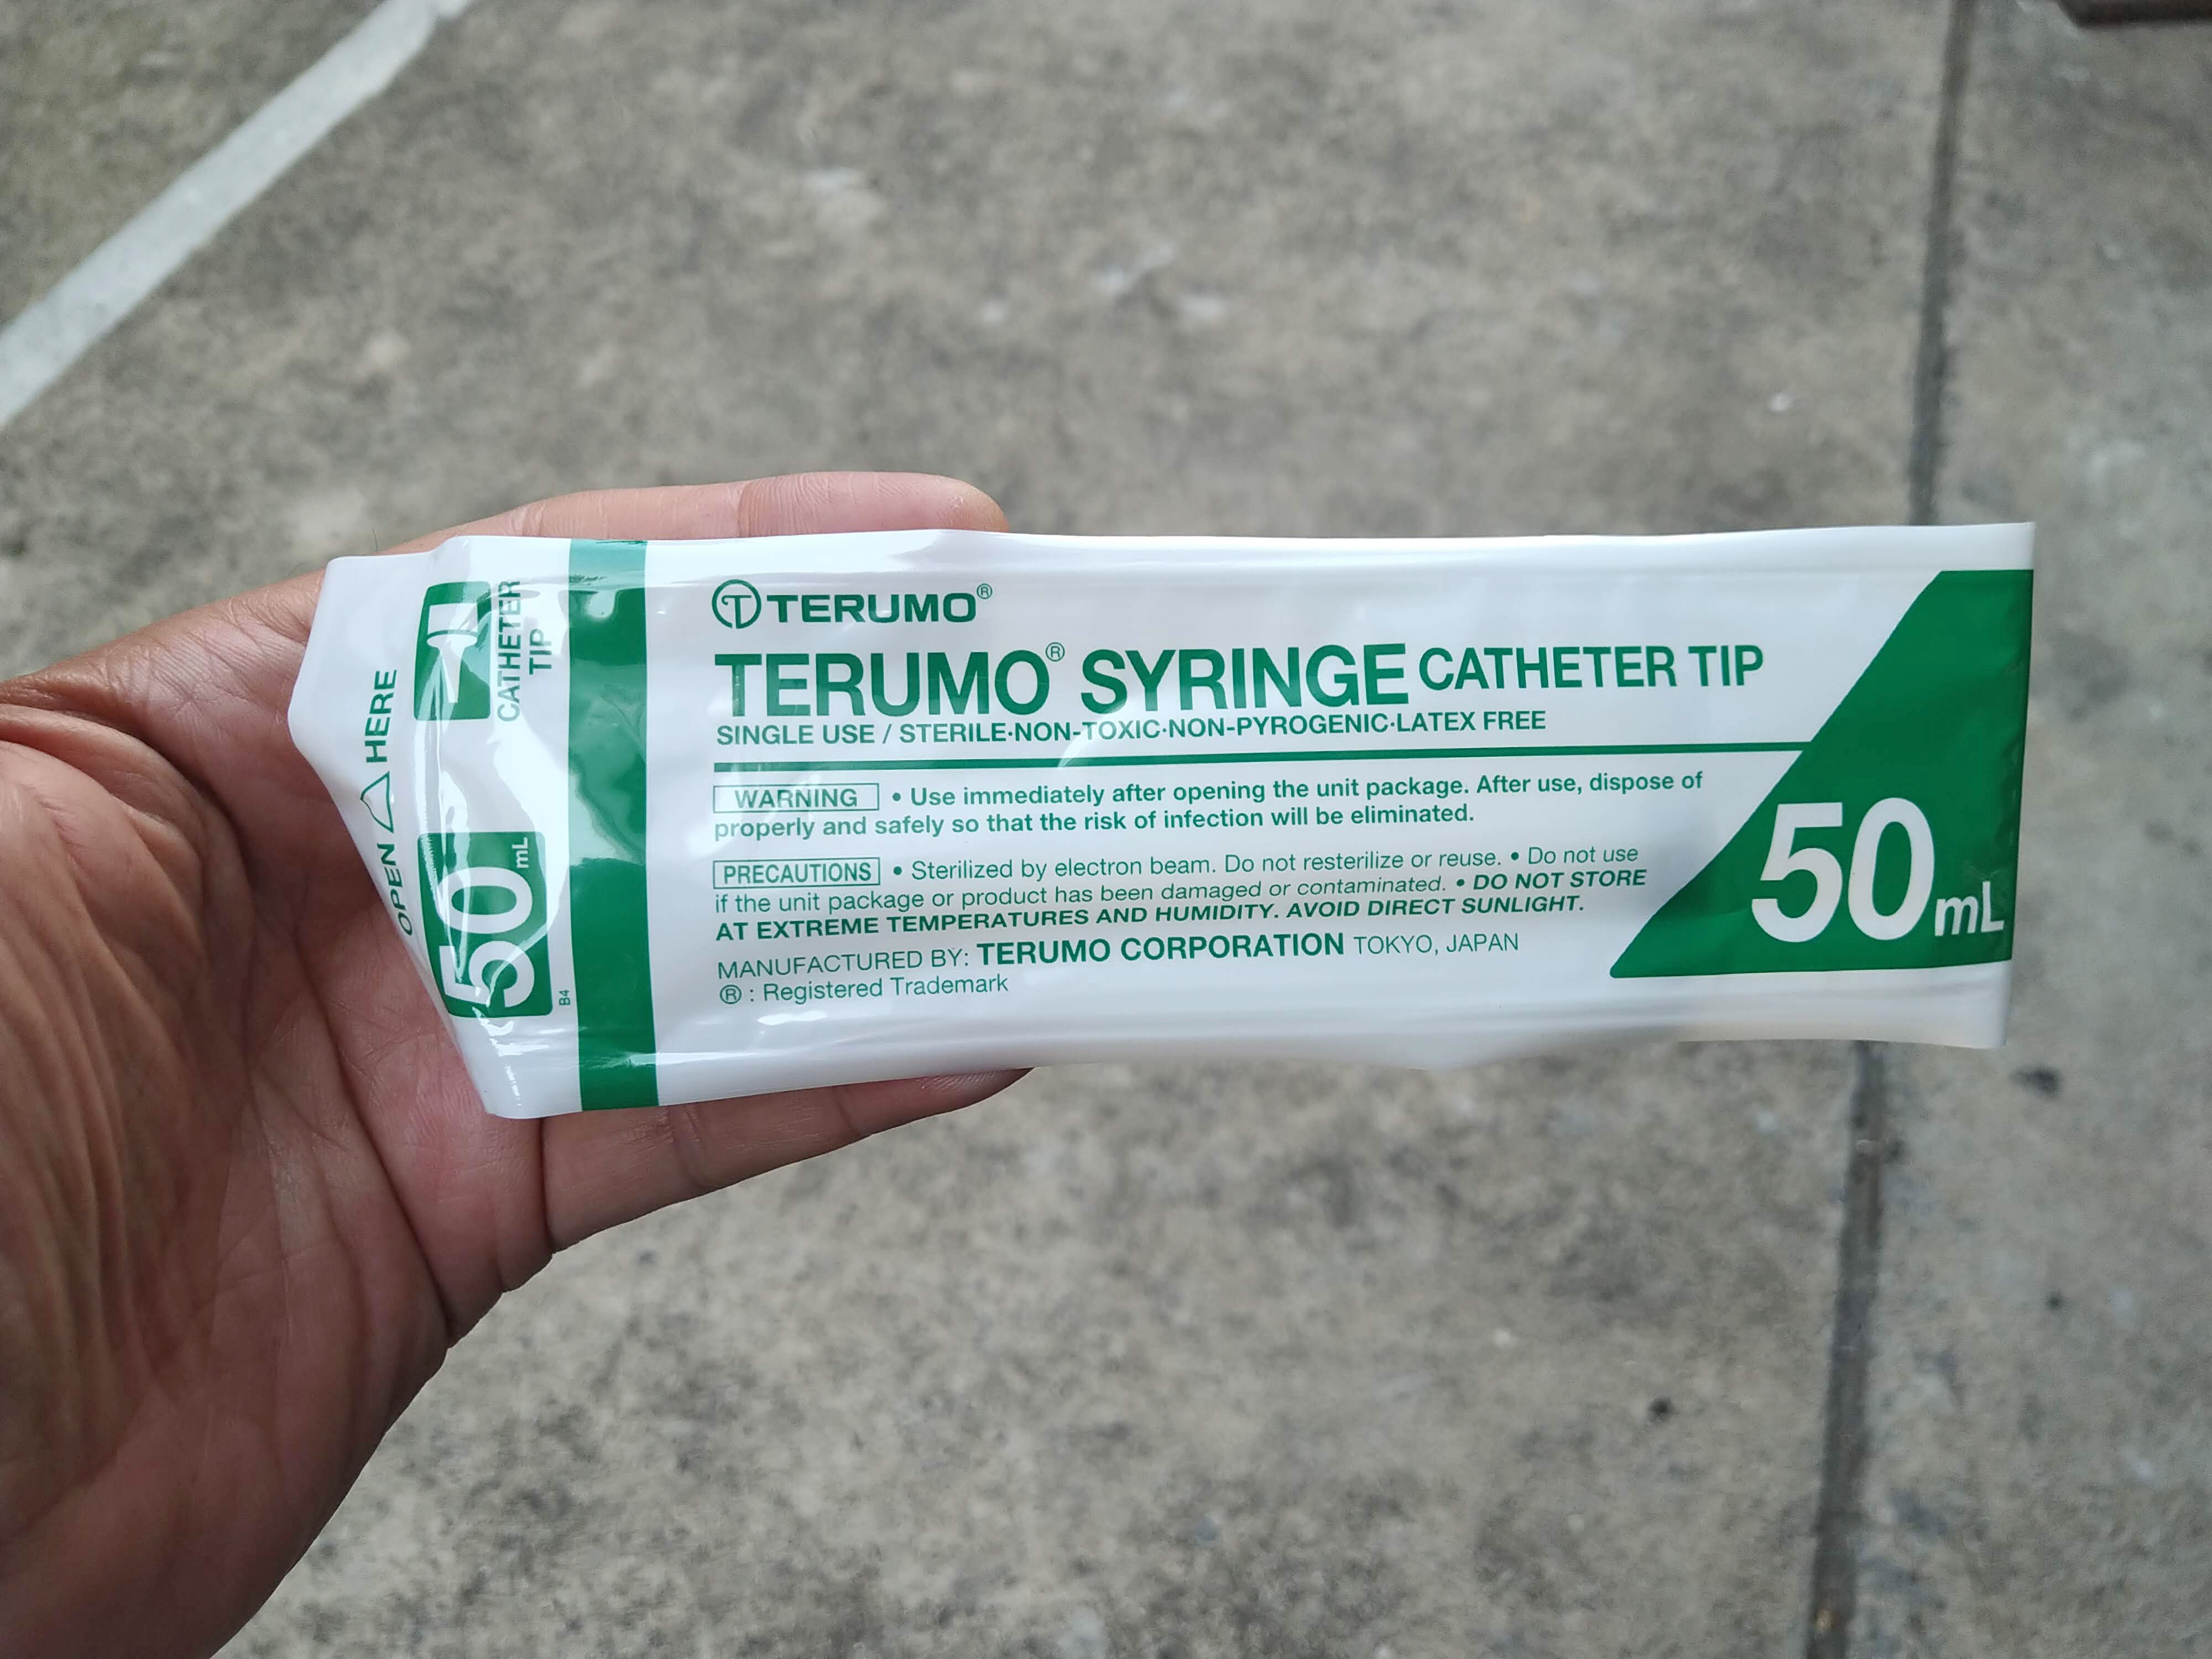 OPEN △ HERE
CATHETER
TIP
50 mL
B4
TERUMO®
TERUMO® SYRINGE CATHETER TIP
SINGLE USE / STERILE·NON-TOXIC·NON-PYROGENIC·LATEX FREE
WARNING • Use immediately after opening the unit package. After use, dispose of
properly and safely so that the risk of infection will be eliminated.
PRECAUTIONS • Sterilized by electron beam. Do not resterilize or reuse. • Do not use
if the unit package or product has been damaged or contaminated. • DO NOT STORE
AT EXTREME TEMPERATURES AND HUMIDITY. AVOID DIRECT SUNLIGHT.
MANUFACTURED BY: TERUMO CORPORATION TOKYO, JAPAN
® : Registered Trademark
50 mL